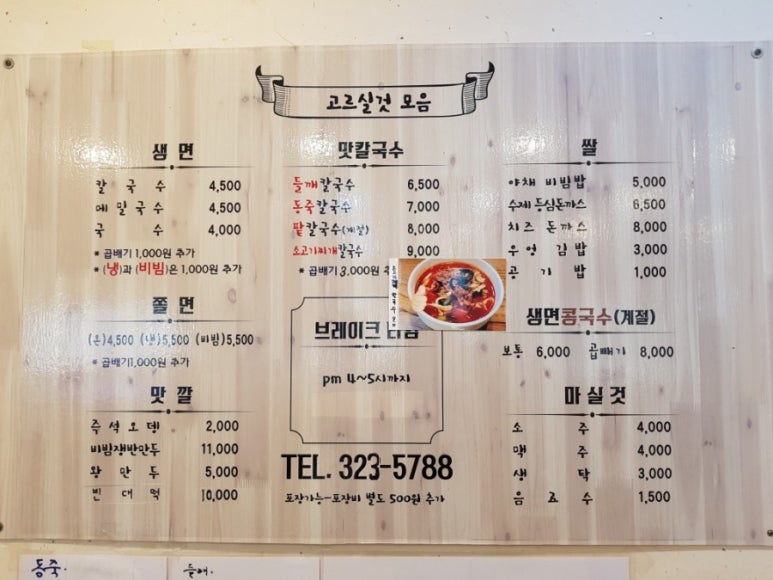 고르실것 모음
생면
칼국수 4,500
메밀국수 4,500
국수 4,000
* 곱배기 1,000원 추가
* (냉)과 (비빔)은 1,000원 추가
쫄면
(온)4,500 (냉)5,500 (비빔)5,500
* 곱배기1,000원 추가
맛깔
즉석오뎅 2,000
비빔쟁반만두 11,000
왕만두 5,000
빈대떡 10,000
맛칼국수
들깨칼국수 6,500
동죽칼국수 7,000
팥칼국수(계절) 8,000
소고기찌개칼국수 9,000
* 곱배기 3,000원
브레이크
pm 4~5시까지
TEL. 323-5788
포장가능-포장비 별도 500원 추가
쌀
야채 비빔밥 5,000
수제 등심돈까스 6,500
치즈 돈까스 8,000
우엉 김밥 3,000
공기밥 1,000
생면콩국수(계절)
보통 6,000 곱빼기 8,000
마실것
소주 4,000
맥주 4,000
생탁 3,000
음료수 1,500
동죽.
들깨.